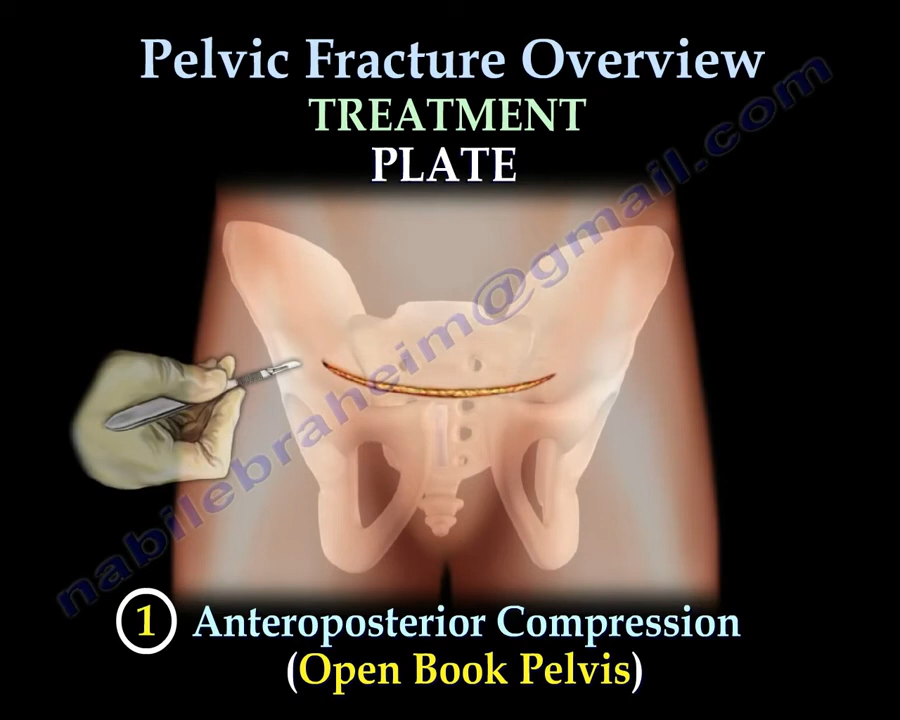 Pelvic Fracture Overview
TREATMENT
PLATE
nabilebraheim@gmail.com
1 Anteroposterior Compression
(Open Book Pelvis)